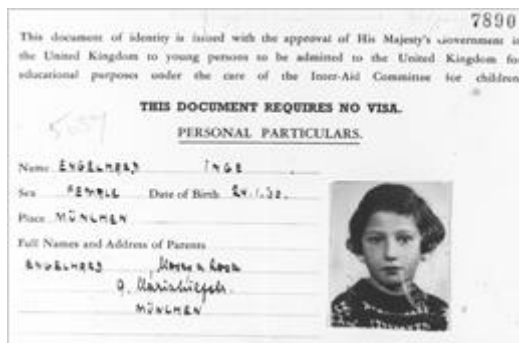 7890
This document of identity is issued with the approval of His Majesty's Government in
the United Kingdom to young persons to be admitted to the United Kingdom for
educational purposes under the care of the Inter-Aid Committee for children
THIS DOCUMENT REQUIRES NO VISA.
PERSONAL PARTICULARS.
Name ENGELHARD INGE
Sex FEMALE Date of Birth
Place MÜNCHEN
Full Names and Address of Parents
ENGELHARD
MÜNCHEN